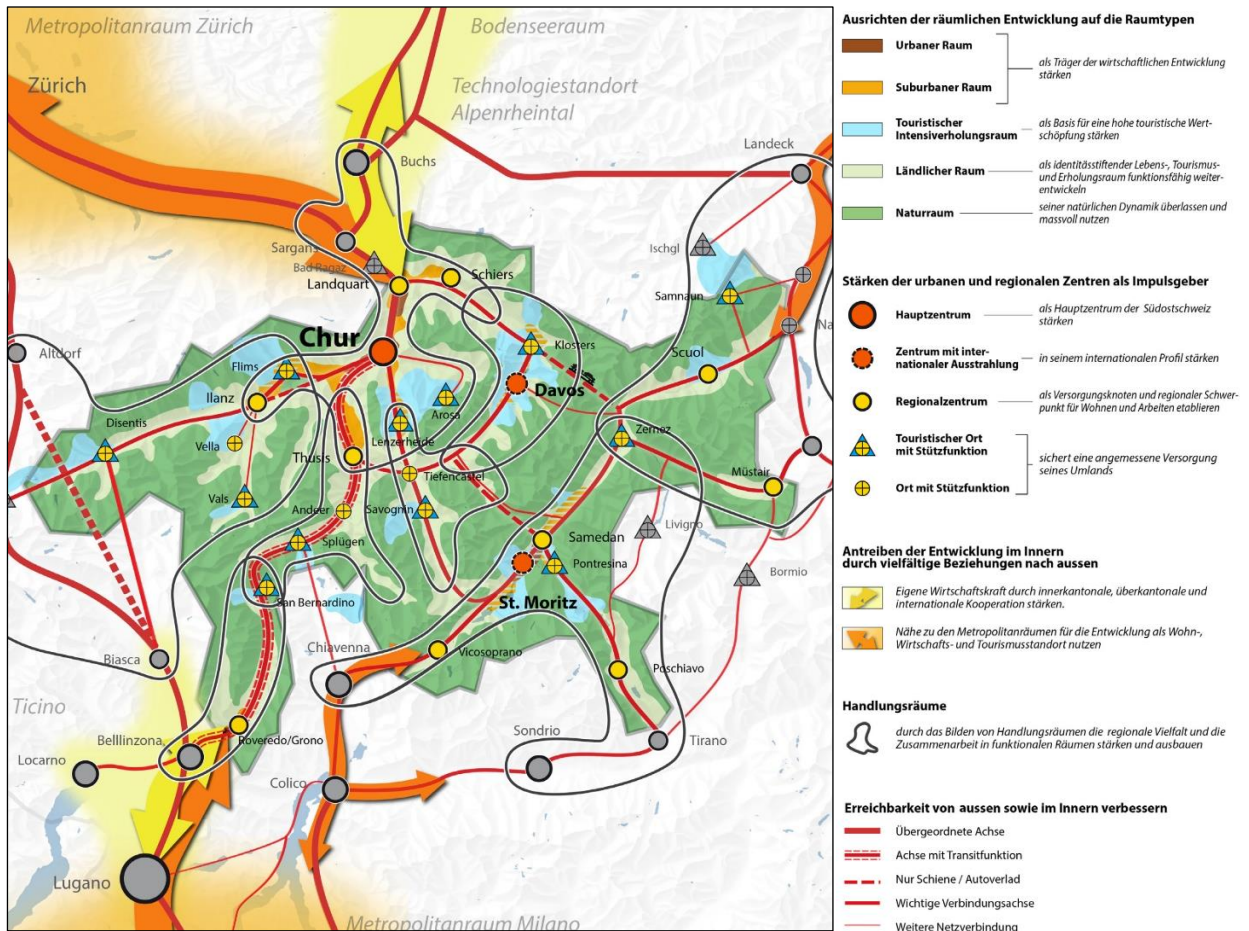 Metropolitanraum Zürich
Bodenseeraum
Zürich
Technologiestandort
Alpenrheintal
Buchs
Landeck
Sargans
Bad Ragaz
Landquart
Schiers
Ischgl
Samnaun
Na
Altdorf
Chur
Klosters
Scuol
Flims
Ilanz
Davos
Arosa
Disentis
Lenzerheide
Zernez
Vella
Thusis
Tiefencastel
Müstair
Vals
Andeer
Savognin
Livigno
Splügen
Samedan
Pontresina
Bormio
San Bernardino
St. Moritz
Chiavenna
Biasca
Vicosoprano
Poschiavo
Ticino
Belllinzona
Roveredo/Grono
Sondrio
Tirano
Locarno
Colico
Lugano
Metropolitanraum Milano
Ausrichten der räumlichen Entwicklung auf die Raumtypen
Urbaner Raum
als Träger der wirtschaftlichen Entwicklung
stärken
Suburbaner Raum
Touristischer
Intensiverholungsraum
als Basis für eine hohe touristische Wert-
schöpfung stärken
Ländlicher Raum
als identitässtiftender Lebens-, Tourismus-
und Erholungsraum funktionsfähig weiter-
entwickeln
Naturraum
seiner natürlichen Dynamik überlassen und
massvoll nutzen
Stärken der urbanen und regionalen Zentren als Impulsgeber
Hauptzentrum
als Hauptzentrum der Südostschweiz
stärken
Zentrum mit inter-
nationaler Ausstrahlung
in seinem internationalen Profil stärken
Regionalzentrum
als Versorgungsknoten und regionaler Schwer-
punkt für Wohnen und Arbeiten etablieren
Touristischer Ort
mit Stützfunktion
sichert eine angemessene Versorgung
seines Umlands
Ort mit Stützfunktion
Antreiben der Entwicklung im Innern
durch vielfältige Beziehungen nach aussen
Eigene Wirtschaftskraft durch innerkantonale, überkantonale und
internationale Kooperation stärken.
Nähe zu den Metropolitanräumen für die Entwicklung als Wohn-,
Wirtschafts- und Tourismusstandort nutzen
Handlungsräume
durch das Bilden von Handlungsräumen die regionale Vielfalt und die
Zusammenarbeit in funktionalen Räumen stärken und ausbauen
Erreichbarkeit von aussen sowie im Innern verbessern
Übergeordnete Achse
Achse mit Transitfunktion
Nur Schiene / Autoverlad
Wichtige Verbindungsachse
Weitere Netzverbindung